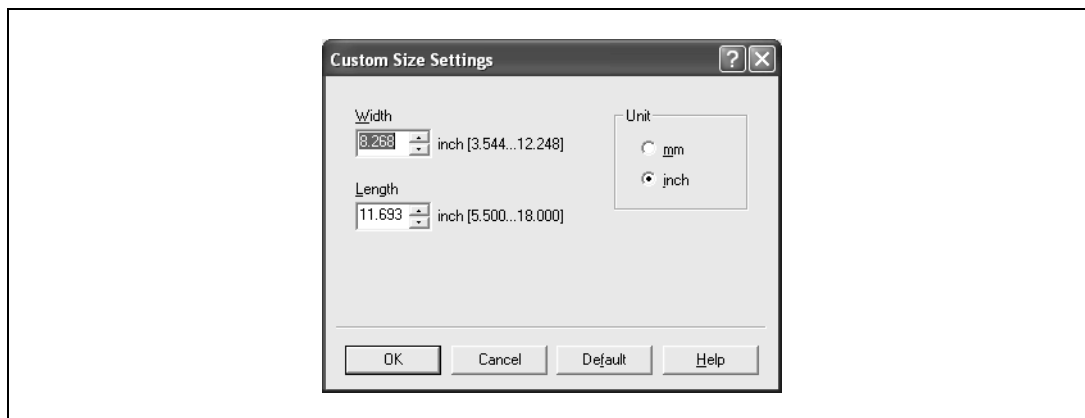 Custom Size Settings
Width
8.268 inch [3.544...12.248]
Length
11.693 inch [5.500...18.000]
Unit
mm
inch
OK Cancel Default Help